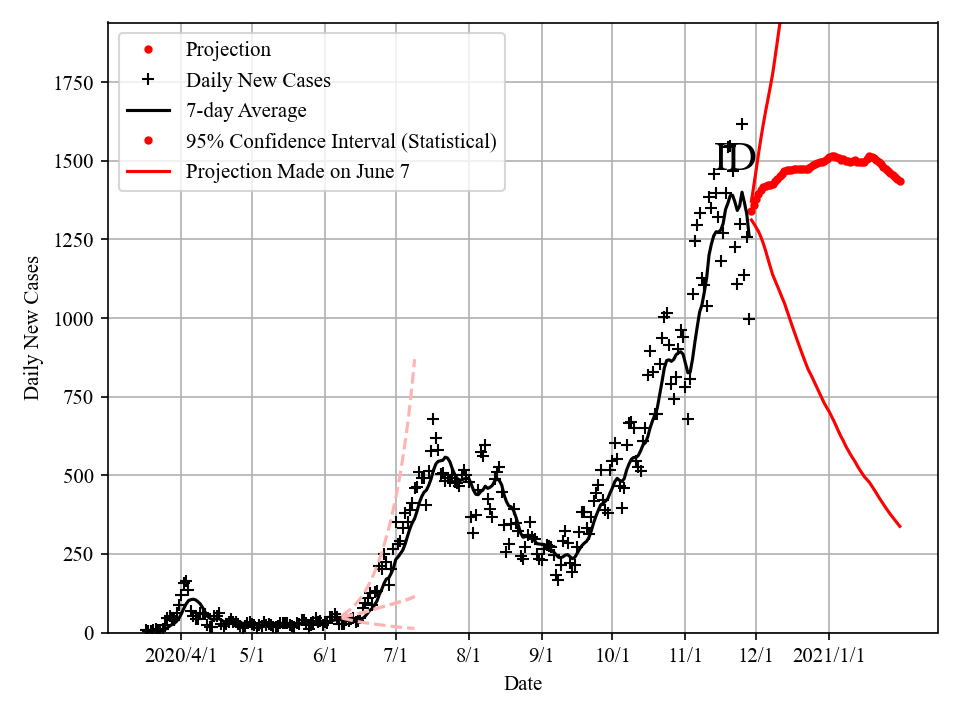 Projection
Daily New Cases
7-day Average
95% Confidence Interval (Statistical)
Projection Made on June 7
ID
1750
1500
1250
1000
750
500
250
0
Daily New Cases
2020/4/1 5/1 6/1 7/1 8/1 9/1 10/1 11/1 12/1 2021/1/1
Date